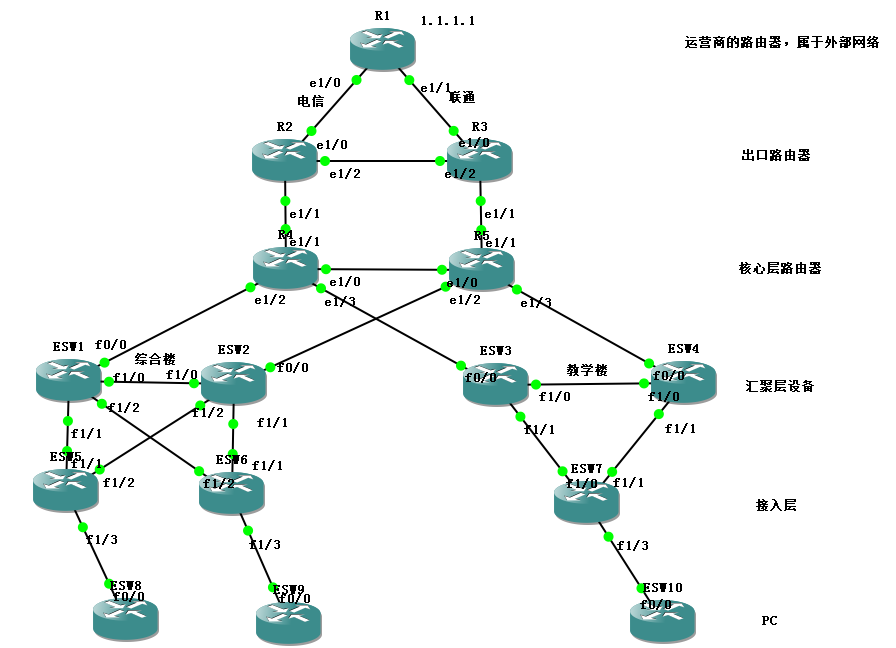 R1
1.1.1.1
运营商的路由器，属于外部网络
e1/0
e1/1
电信
联通
R2
R3
e1/0
e1/0
出口路由器
e1/2
e1/2
e1/1
e1/1
R4
R5
e1/1
e1/1
核心层路由器
e1/0
e1/0
e1/2
e1/3
e1/2
e1/3
ESW1
f0/0
综合楼
ESW2
ESW3
ESW4
f0/0
教学楼
f1/0
f1/0
f0/0
f0/0
汇聚层设备
f1/0
f1/0
f1/2
f1/2
f1/1
f1/1
f1/1
f1/1
ESW5
f1/1
ESW6
f1/1
ESW7
f1/2
f1/2
f1/0
f1/1
接入层
f1/3
f1/3
f1/3
ESW8
f0/0
ESW9
f0/0
ESW10
f0/0
PC